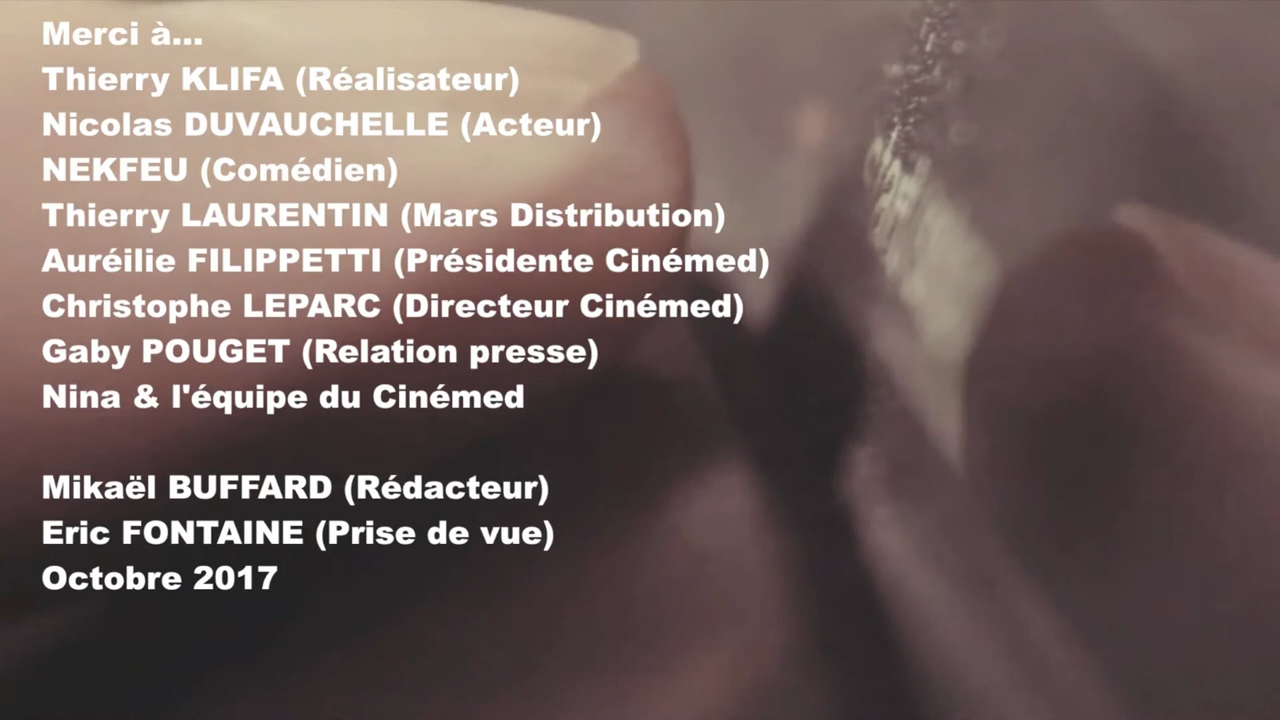 Merci à...
Thierry KLIFA (Réalisateur)
Nicolas DUVAUCHELLE (Acteur)
NEKFEU (Comédien)
Thierry LAURENTIN (Mars Distribution)
Auréilie FILIPPETTI (Présidente Cinémed)
Christophe LEPARC (Directeur Cinémed)
Gaby POUGET (Relation presse)
Nina & l'équipe du Cinémed
Mikaël BUFFARD (Rédacteur)
Eric FONTAINE (Prise de vue)
Octobre 2017